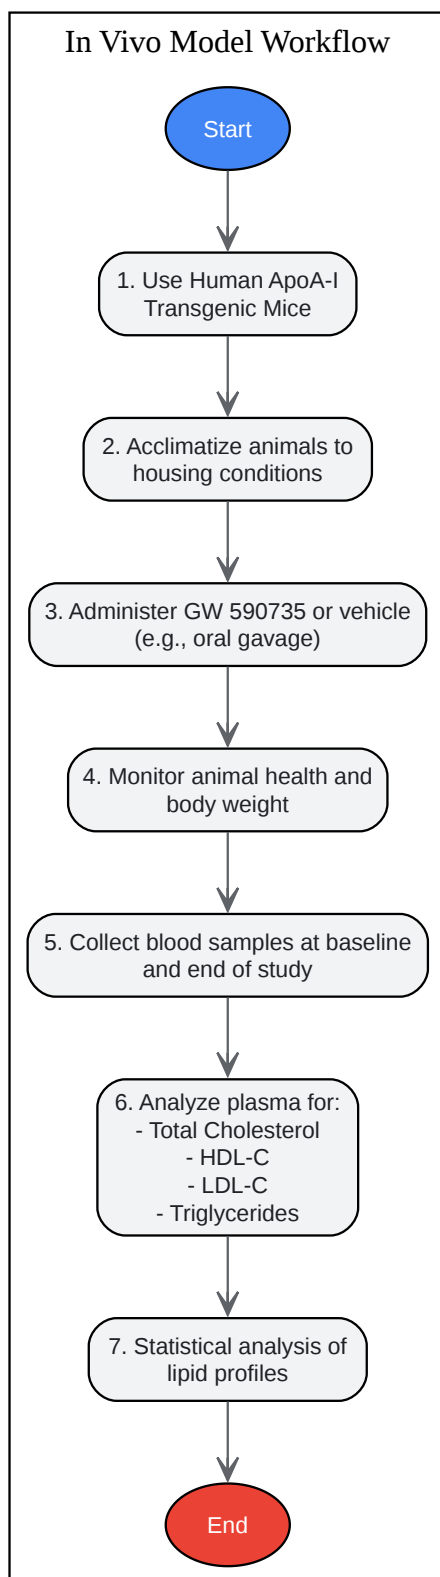 In Vivo Model Workflow
Start
1. Use Human ApoA-I
Transgenic Mice
2. Acclimatize animals to
housing conditions
3. Administer GW 590735 or vehicle
(e.g., oral gavage)
4. Monitor animal health and
body weight
5. Collect blood samples at baseline
and end of study
6. Analyze plasma for:
- Total Cholesterol
- HDL-C
- LDL-C
- Triglycerides
7. Statistical analysis of
lipid profiles
End